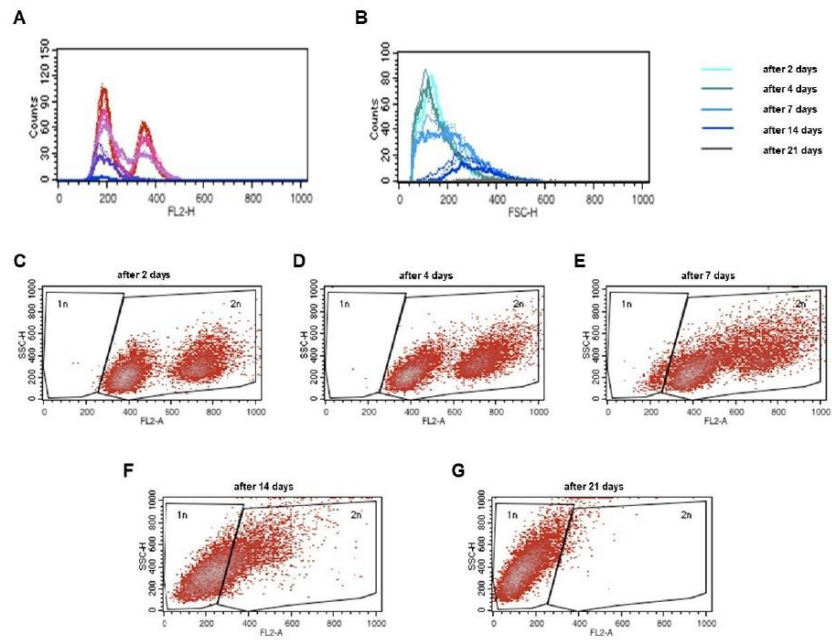 A
B
150
120
90
60
30
0
Counts
0
200
400
600
800
1000
FL2-H
100
80
60
40
20
0
Counts
0
200
400
600
800
1000
FSC-H
after 2 days
after 4 days
after 7 days
after 14 days
after 21 days
C
after 2 days
D
after 4 days
E
after 7 days
1n
2n
1000
800
600
400
200
0
SSC-H
0
200
400
600
800
1000
FL2-A
1n
2n
1000
800
600
400
200
0
SSC-H
0
200
400
600
800
1000
FL2-A
1n
2n
1000
800
600
400
200
0
SSC-H
0
200
400
600
800
1000
FL2-A
F
after 14 days
G
after 21 days
1n
2n
1000
800
600
400
200
0
SSC-H
0
200
400
600
800
1000
FL2-A
1n
2n
1000
800
600
400
200
0
SSC-H
0
200
400
600
800
1000
FL2-A